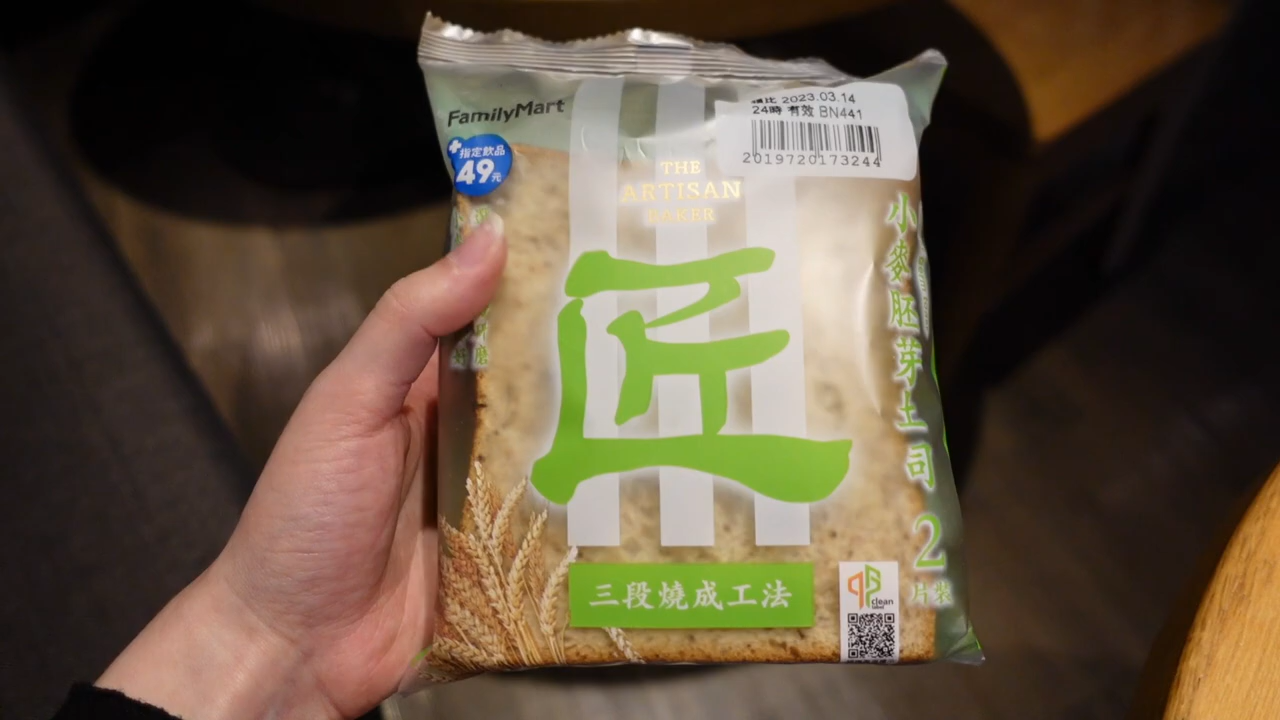 FamilyMart
2023.03.14
24時 有效 BN441
2019720173244
指定飲品
49元
THE
ARTISAN
BAKER
匠
小麥胚芽土司
2
片裝
三段燒成工法
clean
label